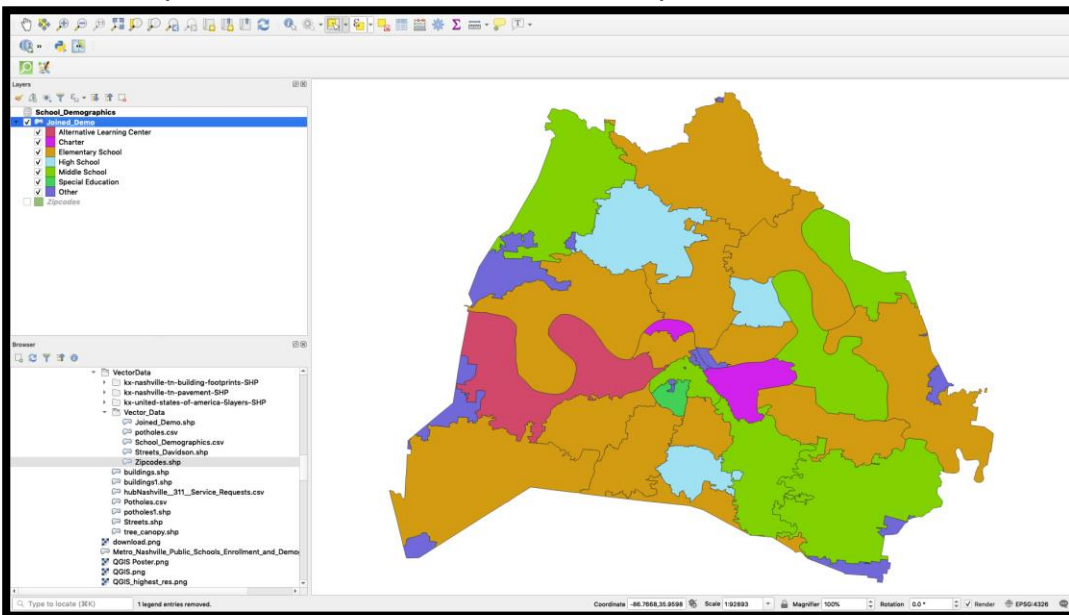 Layers
School_Demographics
Joined_Demo
Alternative Learning Center
Charter
Elementary School
High School
Middle School
Special Education
Other
Zipcodes
Browser
VectorData
kx-nashville-tn-building-footprints-SHP
kx-nashville-tn-pavement-SHP
kx-united-states-of-america-5layers-SHP
Vector_Data
Joined_Demo.shp
potholes.csv
School_Demographics.csv
Streets_Davidson.shp
Zipcodes.shp
buildings.shp
buildings1.shp
hubNashville__311__Service_Requests.csv
Potholes.csv
potholes1.shp
Streets.shp
tree_canopy.shp
download.png
Metro_Nashville_Public_Schools_Enrollment_and_Demo
QGIS Poster.png
QGIS.png
QGIS_highest_res.png
Type to locate (⌘K) 1 legend entries removed. Coordinate -86.7668,35.9598 Scale 1:92893 Magnifier 100% Rotation 0.0 ° Render EPSG:4326